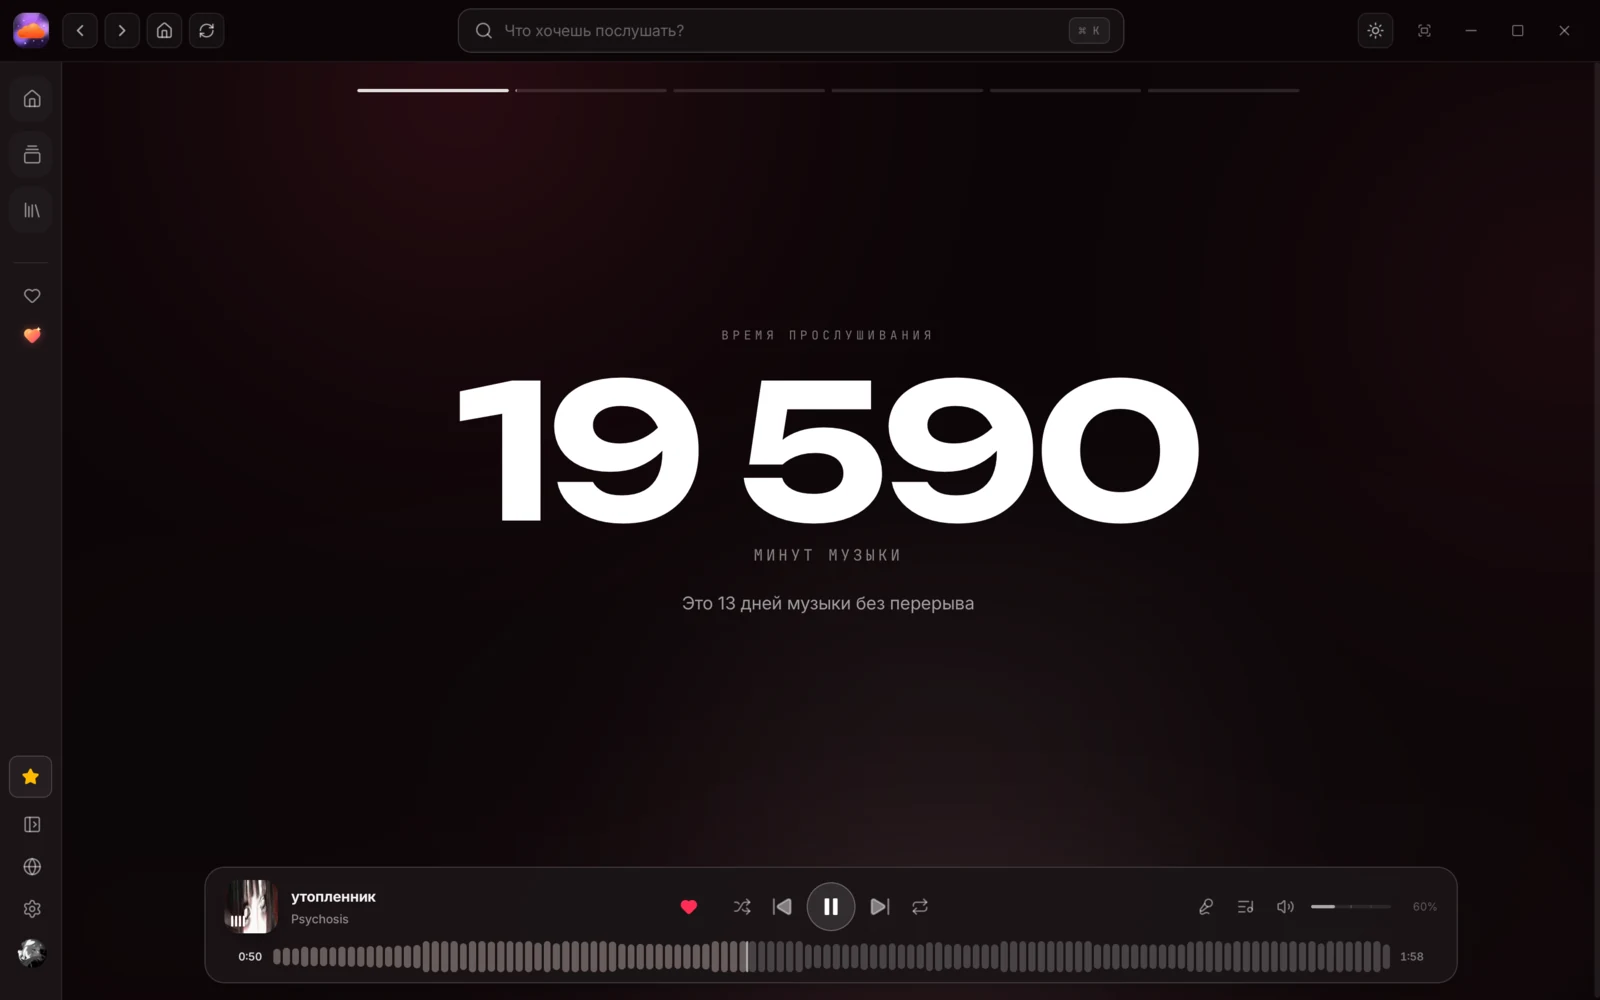 Что хочешь послушать?
⌘ K
ВРЕМЯ ПРОСЛУШИВАНИЯ
19 590
МИНУТ МУЗЫКИ
Это 13 дней музыки без перерыва
утопленник
Psychosis
60%
0:50
1:58